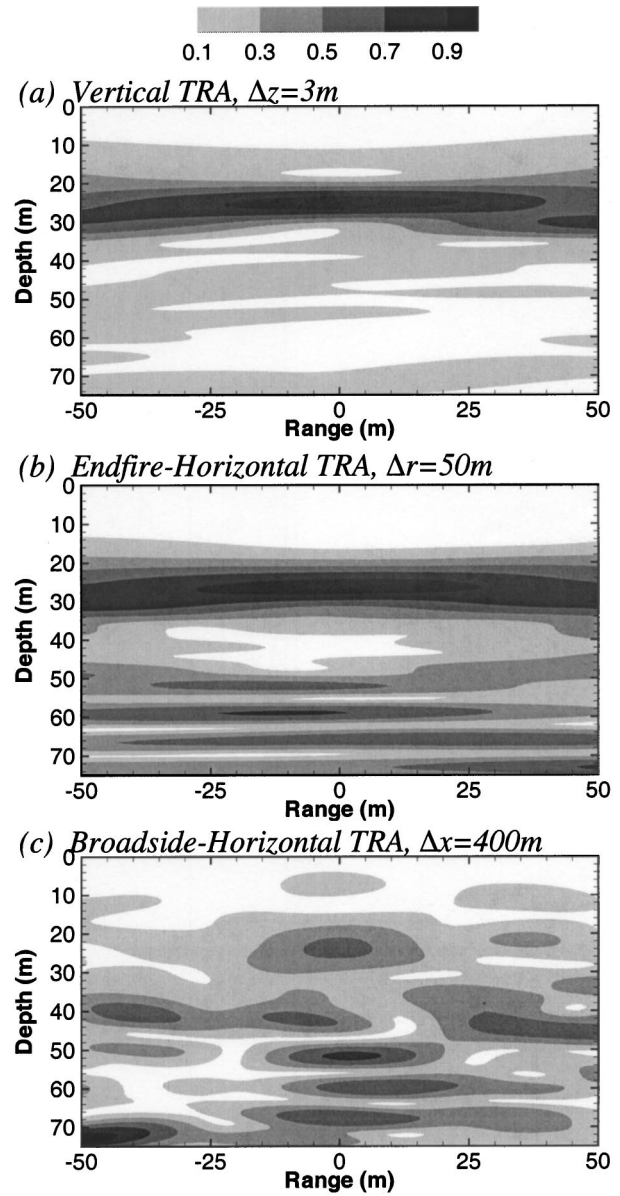 0.1 0.3 0.5 0.7 0.9
(a) Vertical TRA, Δz=3m
0
10
20
30
40
50
60
70
Depth (m)
-50 -25 0 25 50
Range (m)
(b) Endfire-Horizontal TRA, Δr=50m
0
10
20
30
40
50
60
70
Depth (m)
-50 -25 0 25 50
Range (m)
(c) Broadside-Horizontal TRA, Δx=400m
0
10
20
30
40
50
60
70
Depth (m)
-50 -25 0 25 50
Range (m)